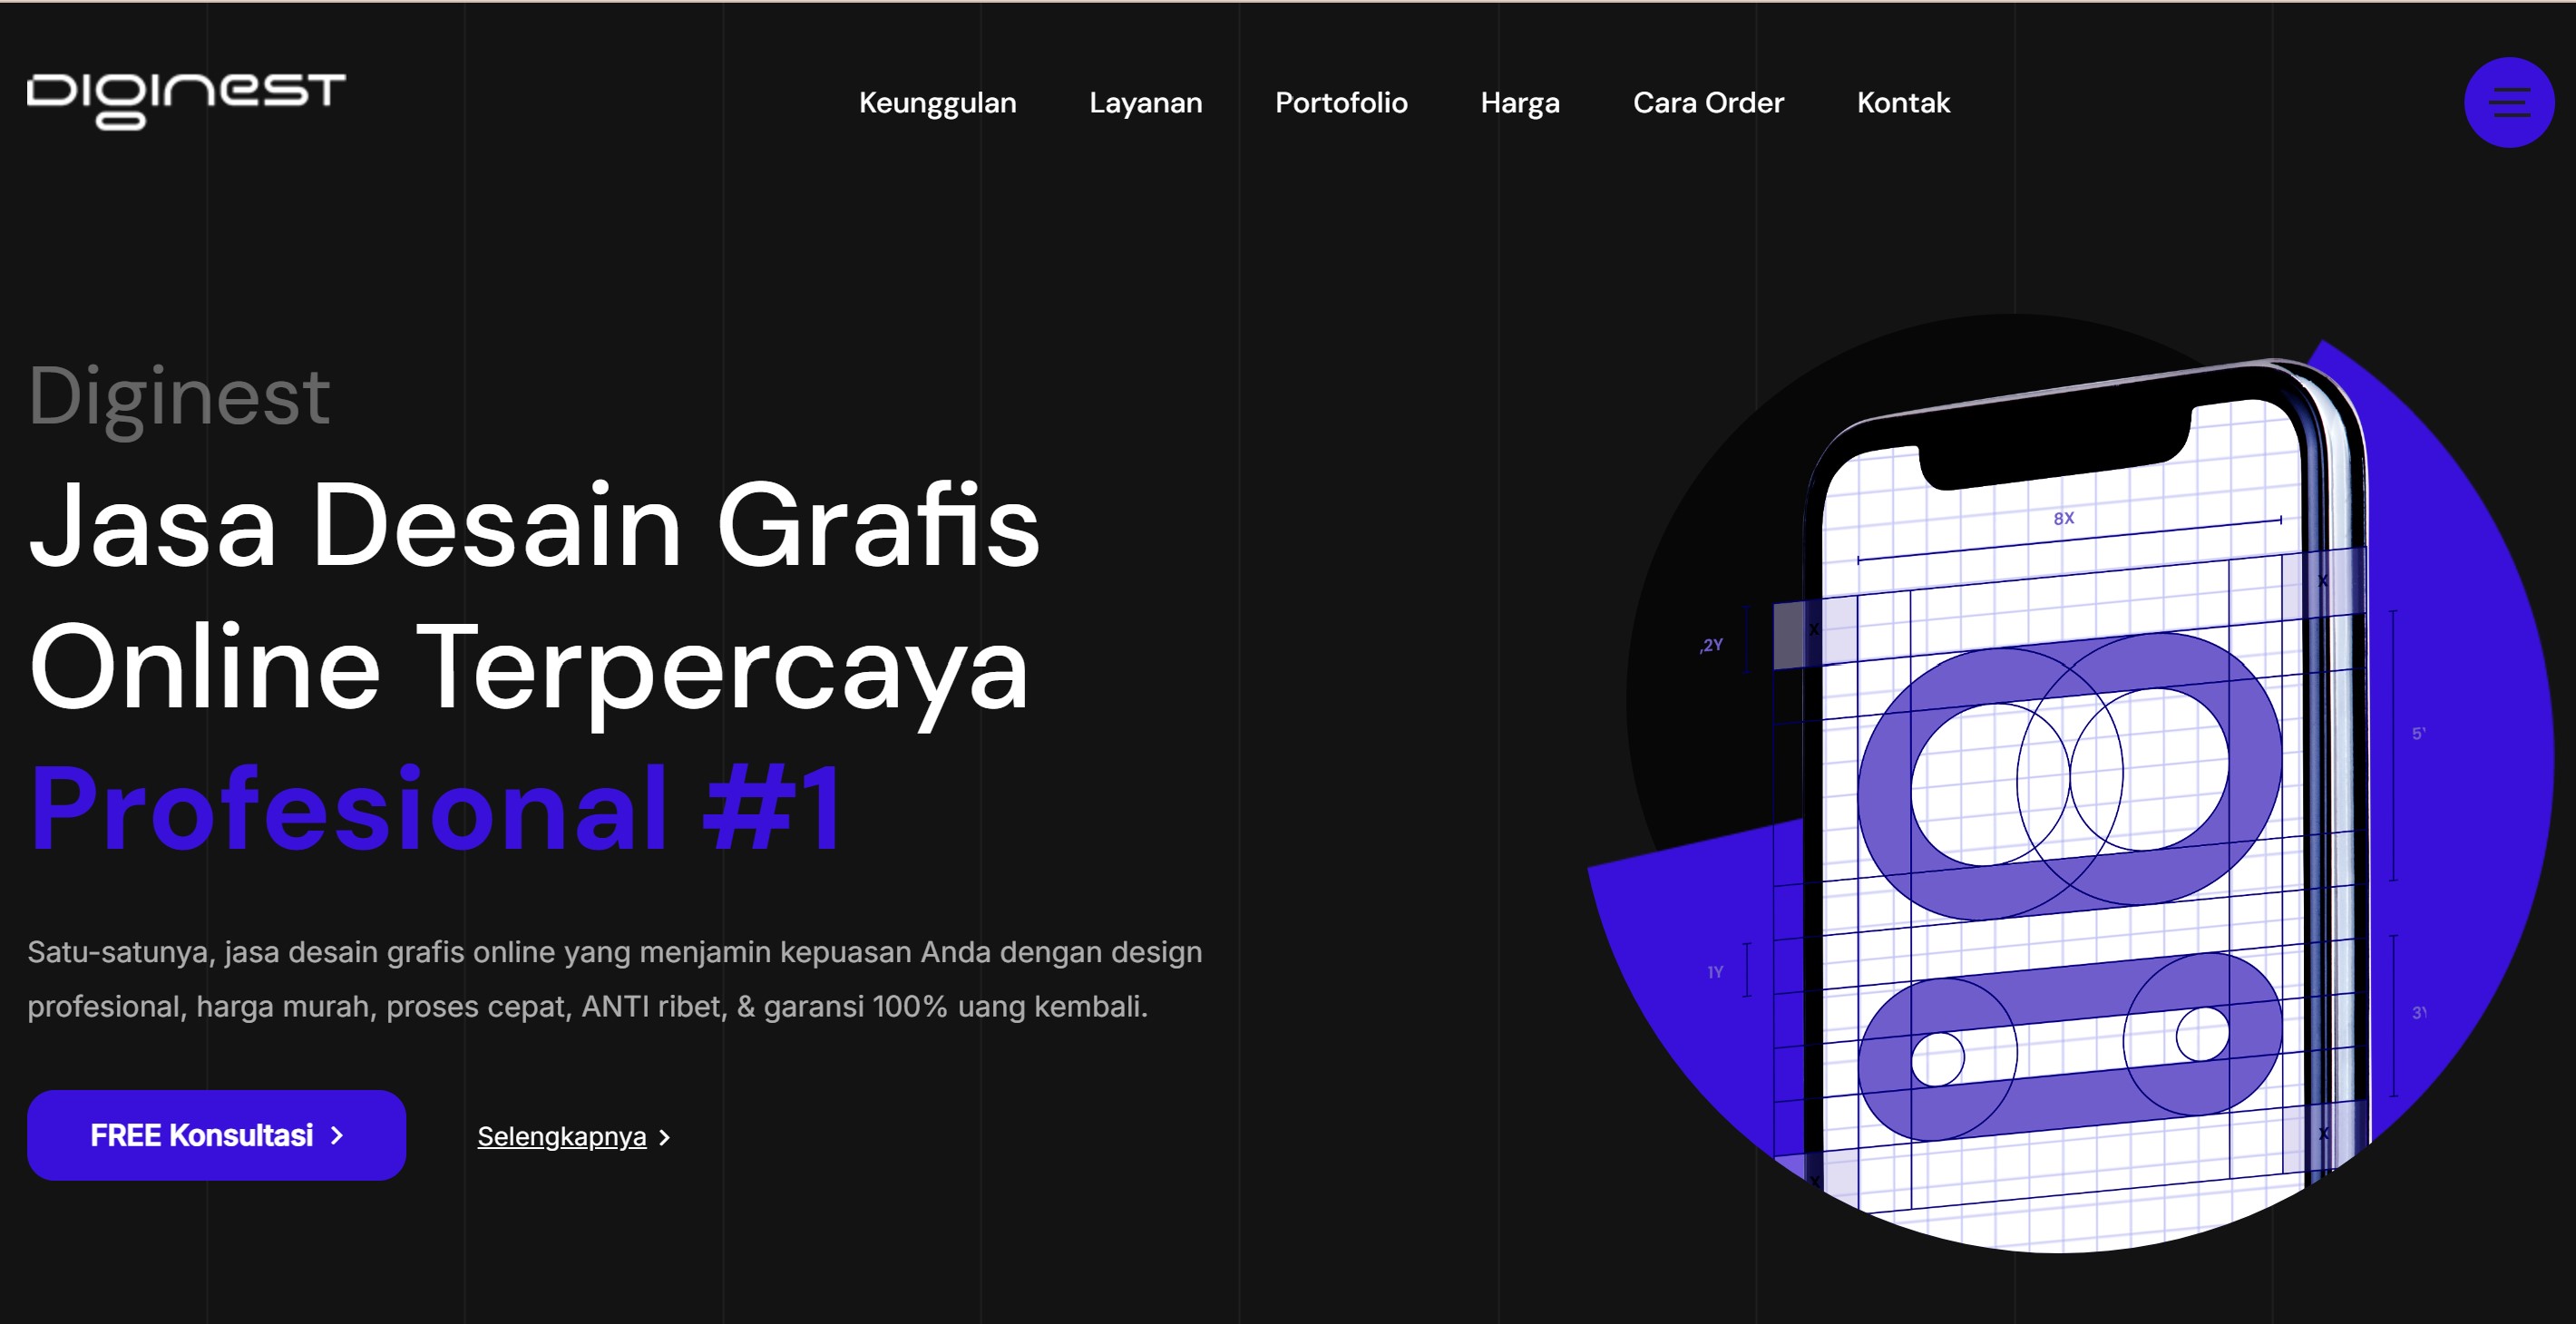 DIGINEST
Keunggulan Layanan Portofolio Harga Cara Order Kontak
Diginest
Jasa Desain Grafis
Online Terpercaya
Profesional #1
Satu-satunya, jasa desain grafis online yang menjamin kepuasan Anda dengan design
profesional, harga murah, proses cepat, ANTI ribet, & garansi 100% uang kembali.
FREE Konsultasi
Selengkapnya
8X
X
X
,2Y
1Y
3Y
X
X